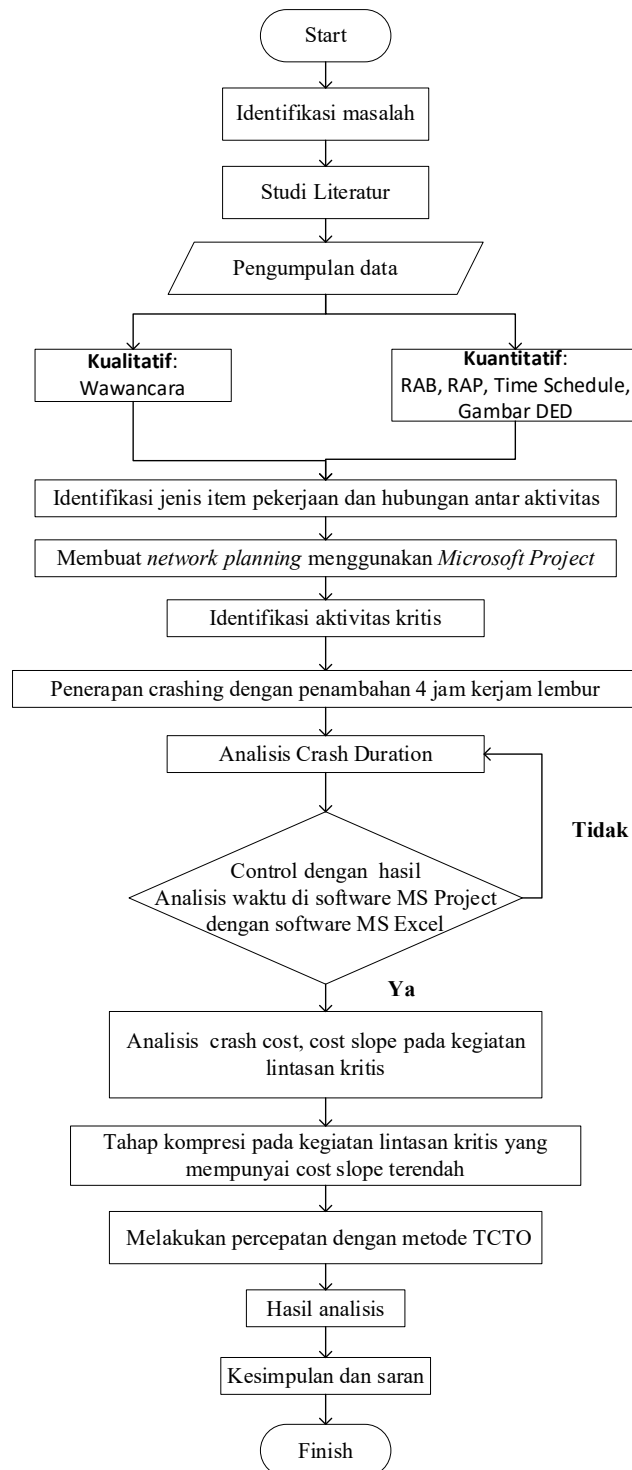 Start
Identifikasi masalah
Studi Literatur
Pengumpulan data
Kualitatif:
Wawancara
Kuantitatif:
RAB, RAP, Time Schedule,
Gambar DED
Identifikasi jenis item pekerjaan dan hubungan antar aktivitas
Membuat network planning menggunakan Microsoft Project
Identifikasi aktivitas kritis
Penerapan crashing dengan penambahan 4 jam kerjam lembur
Analisis Crash Duration
Tidak
Control dengan hasil
Analisis waktu di software MS Project
dengan software MS Excel
Ya
Analisis crash cost, cost slope pada kegiatan
lintasan kritis
Tahap kompresi pada kegiatan lintasan kritis yang
mempunyai cost slope terendah
Melakukan percepatan dengan metode TCTO
Hasil analisis
Kesimpulan dan saran
Finish